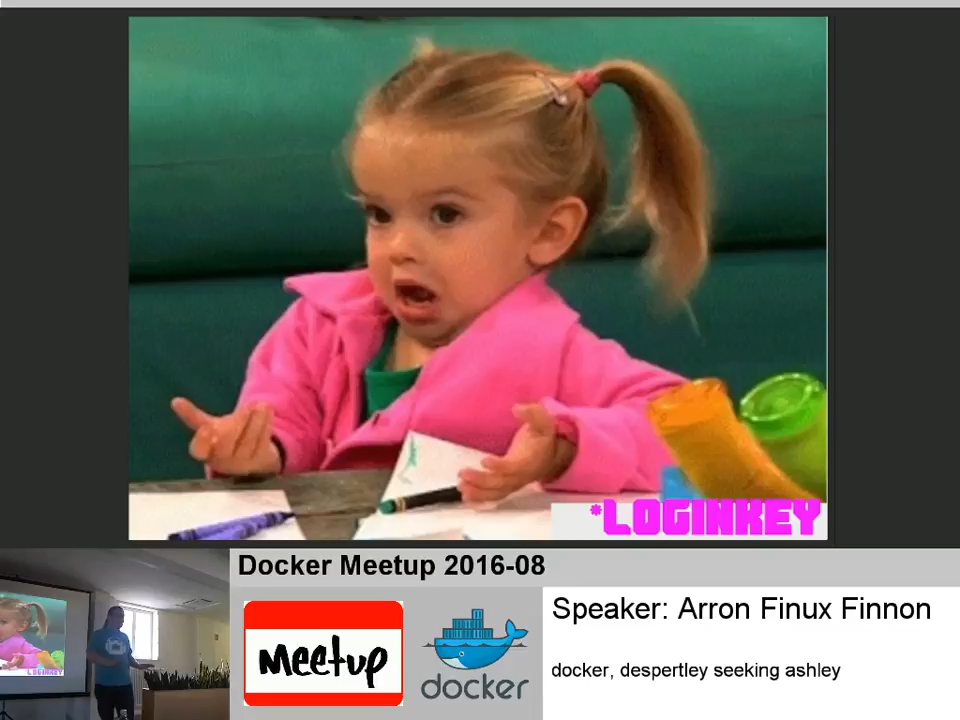 *LOGINKEY
Docker Meetup 2016-08
Meetup
docker
Speaker: Arron Finux Finnon
docker, despertley seeking ashley